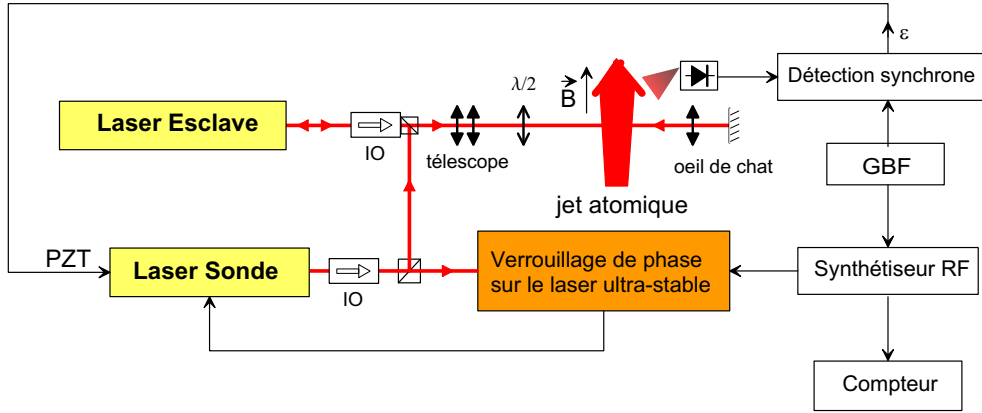 ε
λ/2
B
Détection synchrone
Laser Esclave
IO
télescope
oeil de chat
GBF
jet atomique
PZT
Laser Sonde
IO
Verrouillage de phase
sur le laser ultra-stable
Synthétiseur RF
Compteur